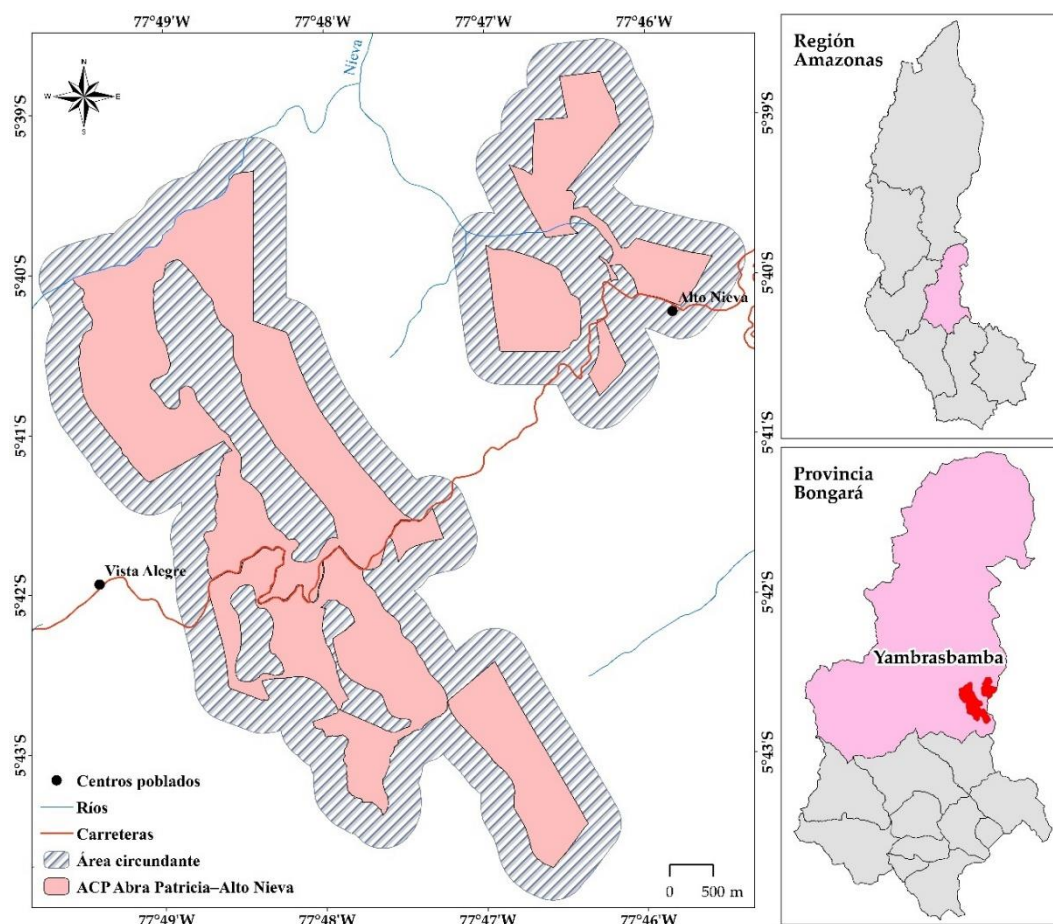 77°49'W 77°48'W 77°47'W 77°46'W
5°39'S
5°40'S
5°41'S
5°42'S
5°43'S
N
W E
S
Nieva
Alto Nieva
Vista Alegre
Centros poblados
Ríos
Carreteras
Área circundante
ACP Abra Patricia–Alto Nieva
0 500 m
5°39'S
5°40'S
5°41'S
5°42'S
5°43'S
77°49'W 77°48'W 77°47'W 77°46'W
Región
Amazonas
Provincia
Bongará
Yambrasbamba